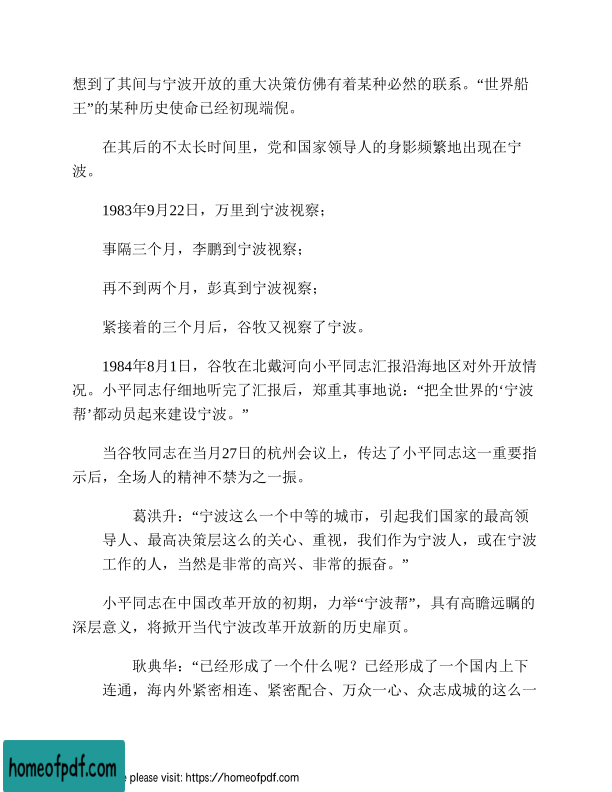 想到了其间与宁波开放的重大决策仿佛有着某种必然的联系。“世界船
王”的某种历史使命已经初现端倪。
在其后的不太长时间里，党和国家领导人的身影频繁地出现在宁
波。
1983年9月22日，万里到宁波视察；
事隔三个月，李鹏到宁波视察；
再不到两个月，彭真到宁波视察；
紧接着的三个月后，谷牧又视察了宁波。
1984年8月1日，谷牧在北戴河向小平同志汇报沿海地区对外开放情
况。小平同志仔细地听完了汇报后，郑重其事地说：“把全世界的‘宁波
帮’都动员起来建设宁波。”
当谷牧同志在当月27日的杭州会议上，传达了小平同志这一重要指
示后，全场人的精神不禁为之一振。
葛洪升：“宁波这么一个中等的城市，引起我们国家的最高领
导人、最高决策层这么的关心、重视，我们作为宁波人，或在宁波
工作的人，当然是非常的高兴、非常的振奋。”
小平同志在中国改革开放的初期，力举“宁波帮”，具有高瞻远瞩的
深层意义，将掀开当代宁波改革开放新的历史扉页。
耿典华：“已经形成了一个什么呢？已经形成了一个国内上下
连通，海内外紧密相连、紧密配合、万众一心、众志成城的这么一
homeofpdf.com
e please visit: https://homeofpdf.com